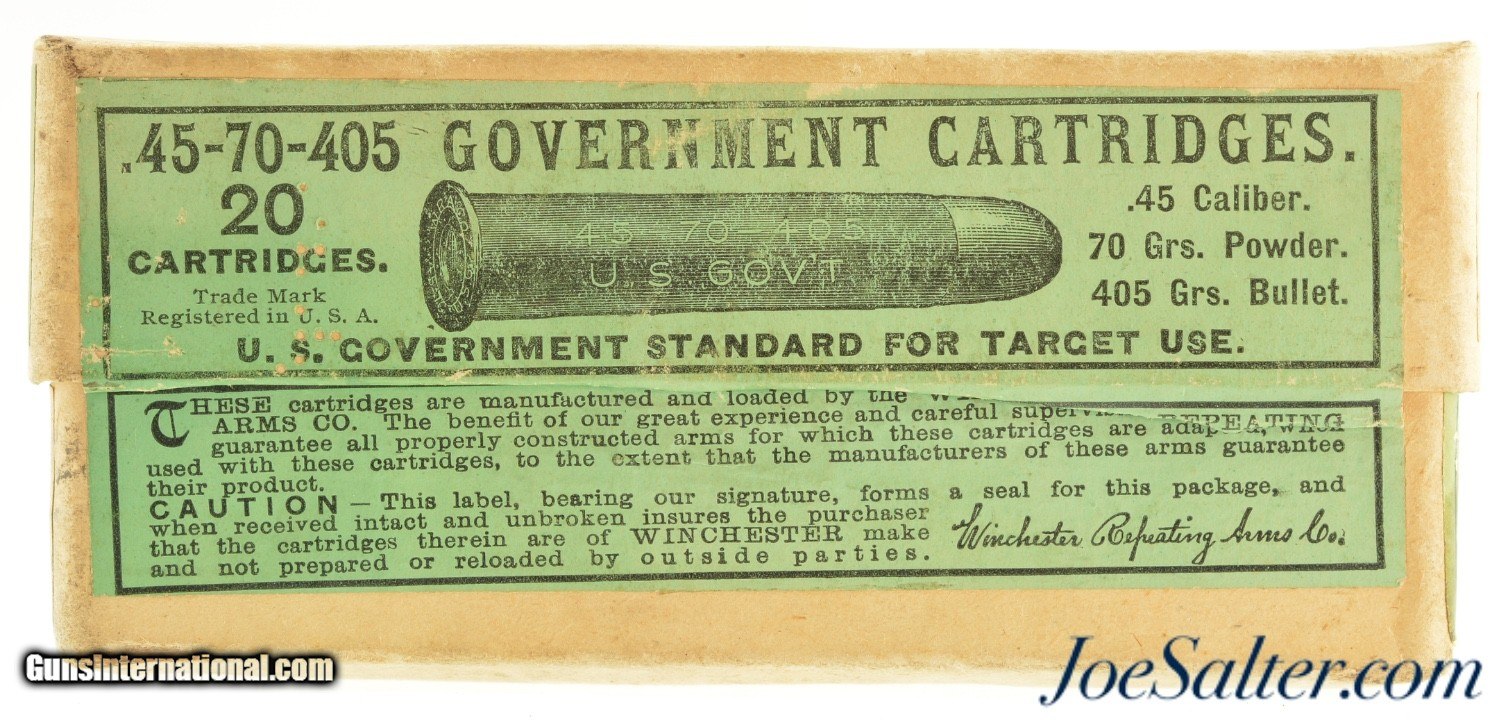 .45-70-405 GOVERNMENT CARTRIDGES.
20
CARTRIDGES.
Trade Mark
Registered in U. S. A.
45-70-405
U.S. GOV'T
.45 Caliber.
70 Grs. Powder.
405 Grs. Bullet.
U. S. GOVERNMENT STANDARD FOR TARGET USE.
THESE cartridges are manufactured and loaded by the REPEATING
ARMS CO. The benefit of our great experience and careful
guarantee all properly constructed arms for which these cartridges are
used with these cartridges, to the extent that the manufacturers of these arms guarantee
their product.
CAUTION — This label, bearing our signature, forms a seal for this package, and
when received intact and unbroken insures the purchaser
that the cartridges therein are of WINCHESTER make
and not prepared or reloaded by outside parties.
Winchester Repeating Arms Co.
GunsInternational.com
JoeSalter.com